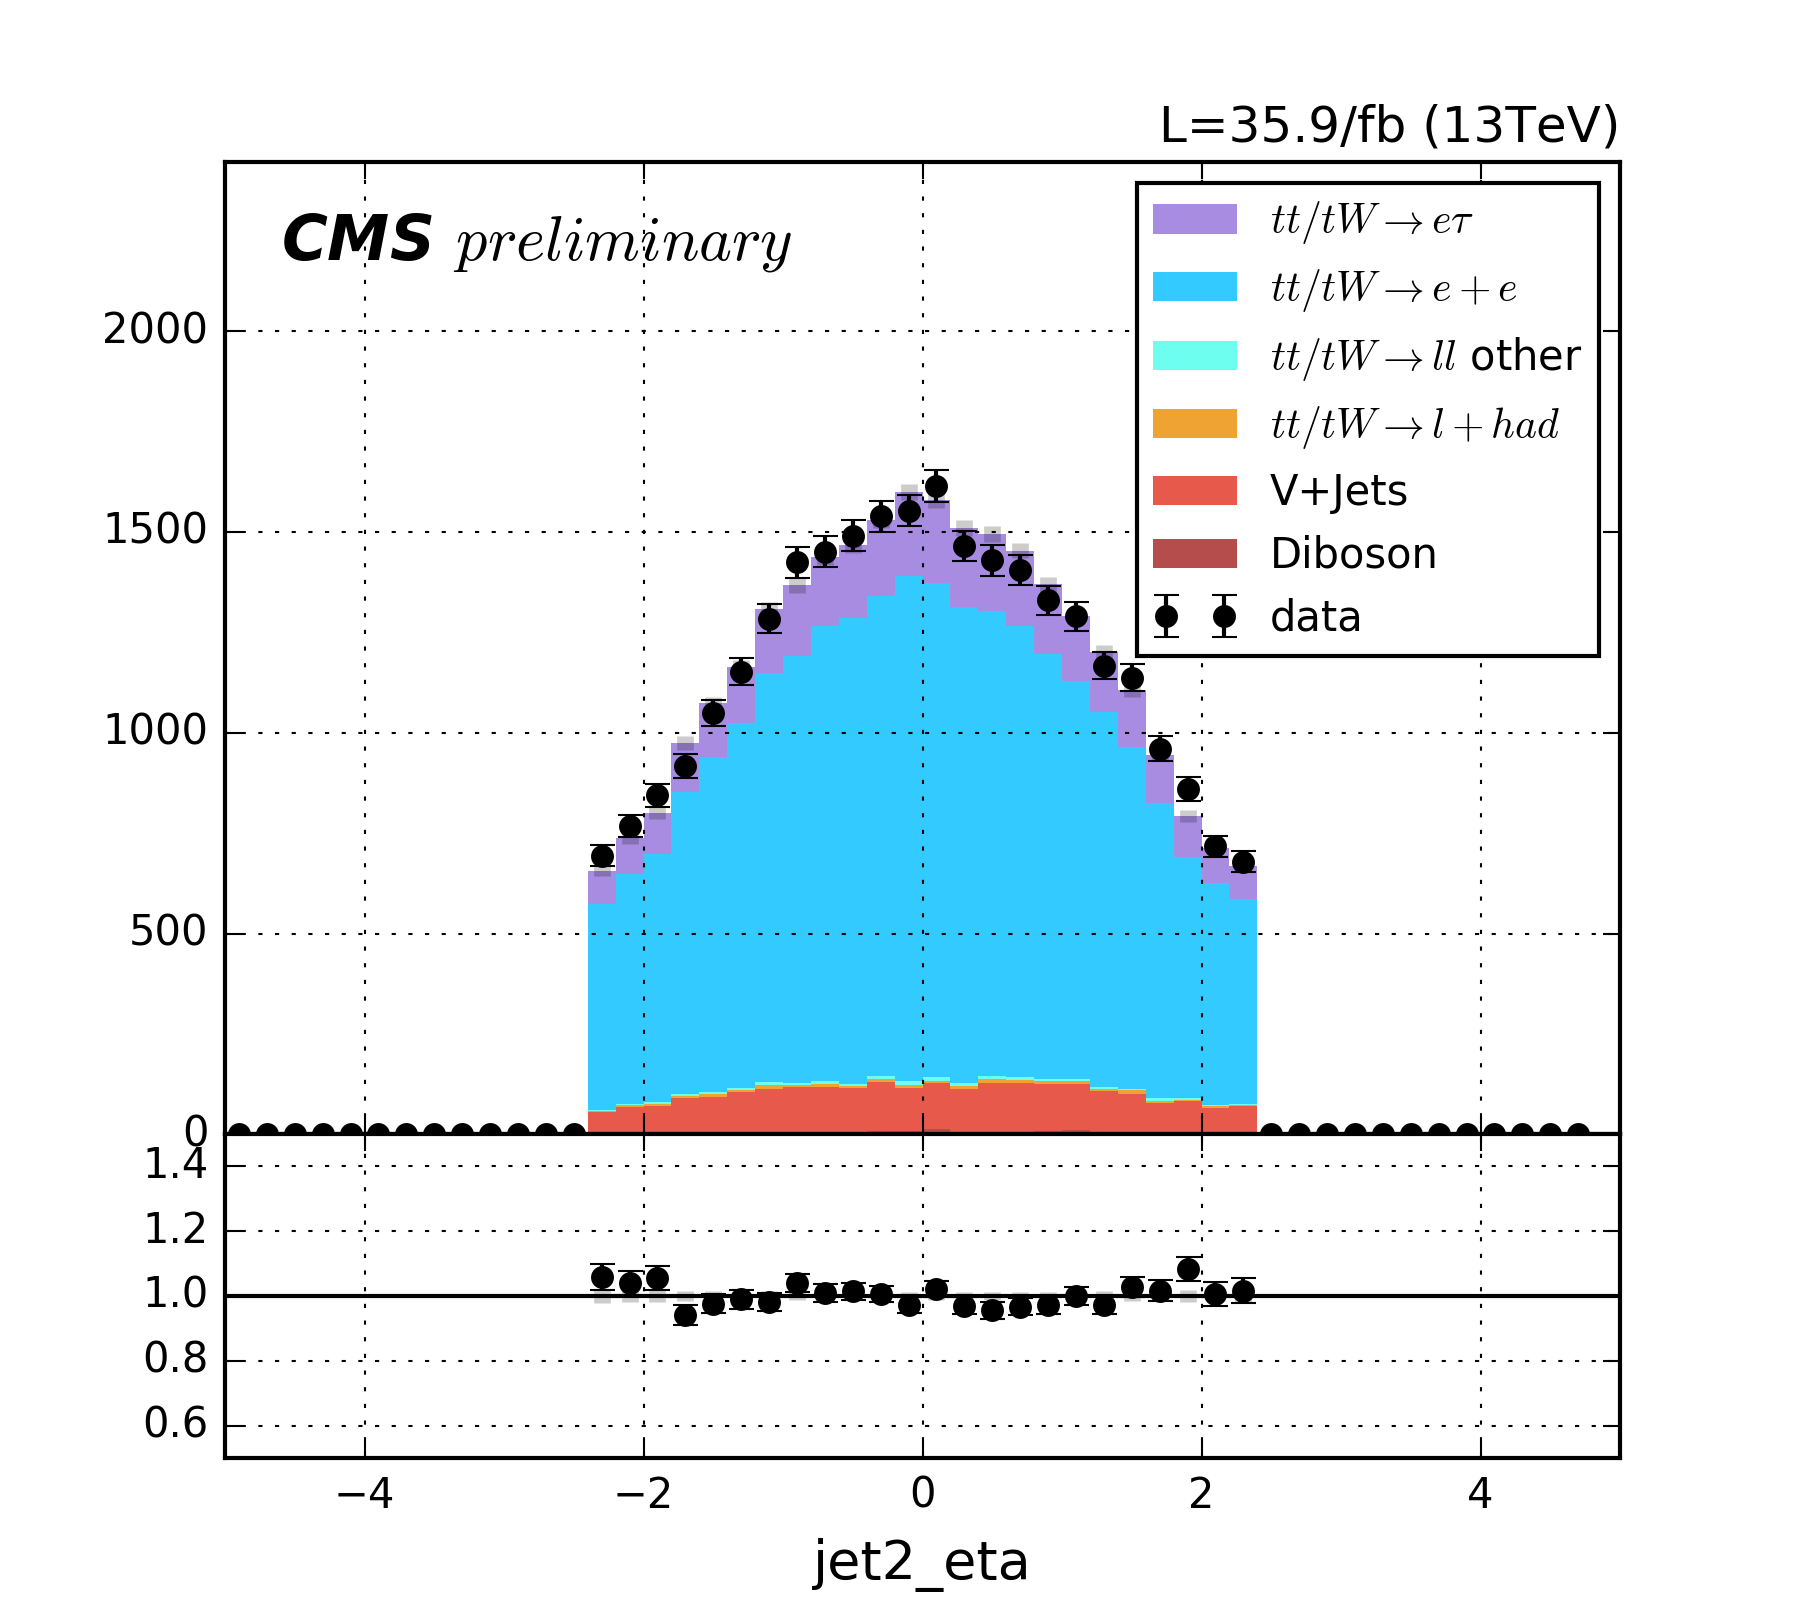 L=35.9/fb (13TeV)
CMS preliminary
tt/tW→eτ
tt/tW→e+e
tt/tW→ll other
tt/tW→l+had
V+Jets
Diboson
data
2000
1500
1000
500
0
1.4
1.2
1.0
0.8
0.6
−4 −2 0 2 4
jet2_eta